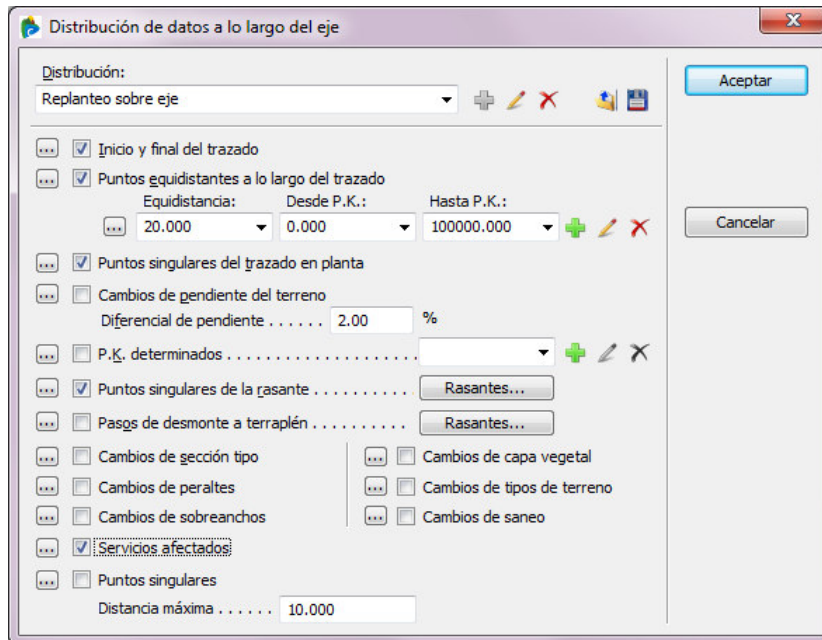 Distribución de datos a lo largo del eje
Distribución:
Replanteo sobre eje
Aceptar
Cancelar
... Inicio y final del trazado
... Puntos equidistantes a lo largo del trazado
Equidistancia: Desde P.K.: Hasta P.K.:
... 20.000 0.000 100000.000
... Puntos singulares del trazado en planta
... Cambios de pendiente del terreno
Diferencial de pendiente . . . . . . 2.00 %
... P.K. determinados . . . . . . . . . . . . . . . . . . . . .
... Puntos singulares de la rasante . . . . . . . . . . Rasantes...
... Pasos de desmonte a terraplén . . . . . . . . . . Rasantes...
... Cambios de sección tipo ... Cambios de capa vegetal
... Cambios de peraltes ... Cambios de tipos de terreno
... Cambios de sobreanchos ... Cambios de saneo
... Servicios afectados
... Puntos singulares
Distancia máxima . . . . . . 10.000